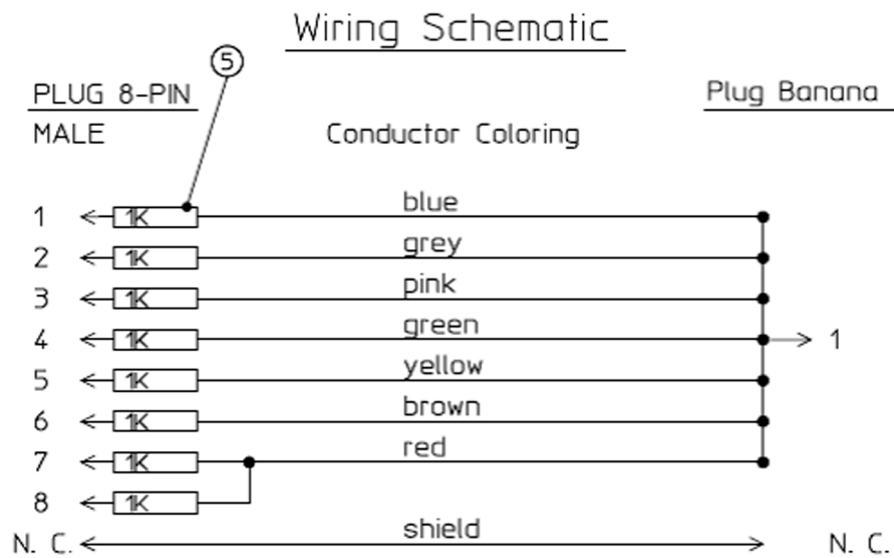 Wiring Schematic
5
PLUG 8-PIN
Plug Banana
MALE
Conductor Coloring
1 1K blue
2 1K grey
3 1K pink
4 1K green 1
5 1K yellow
6 1K brown
7 1K red
8 1K
N. C. shield N. C.